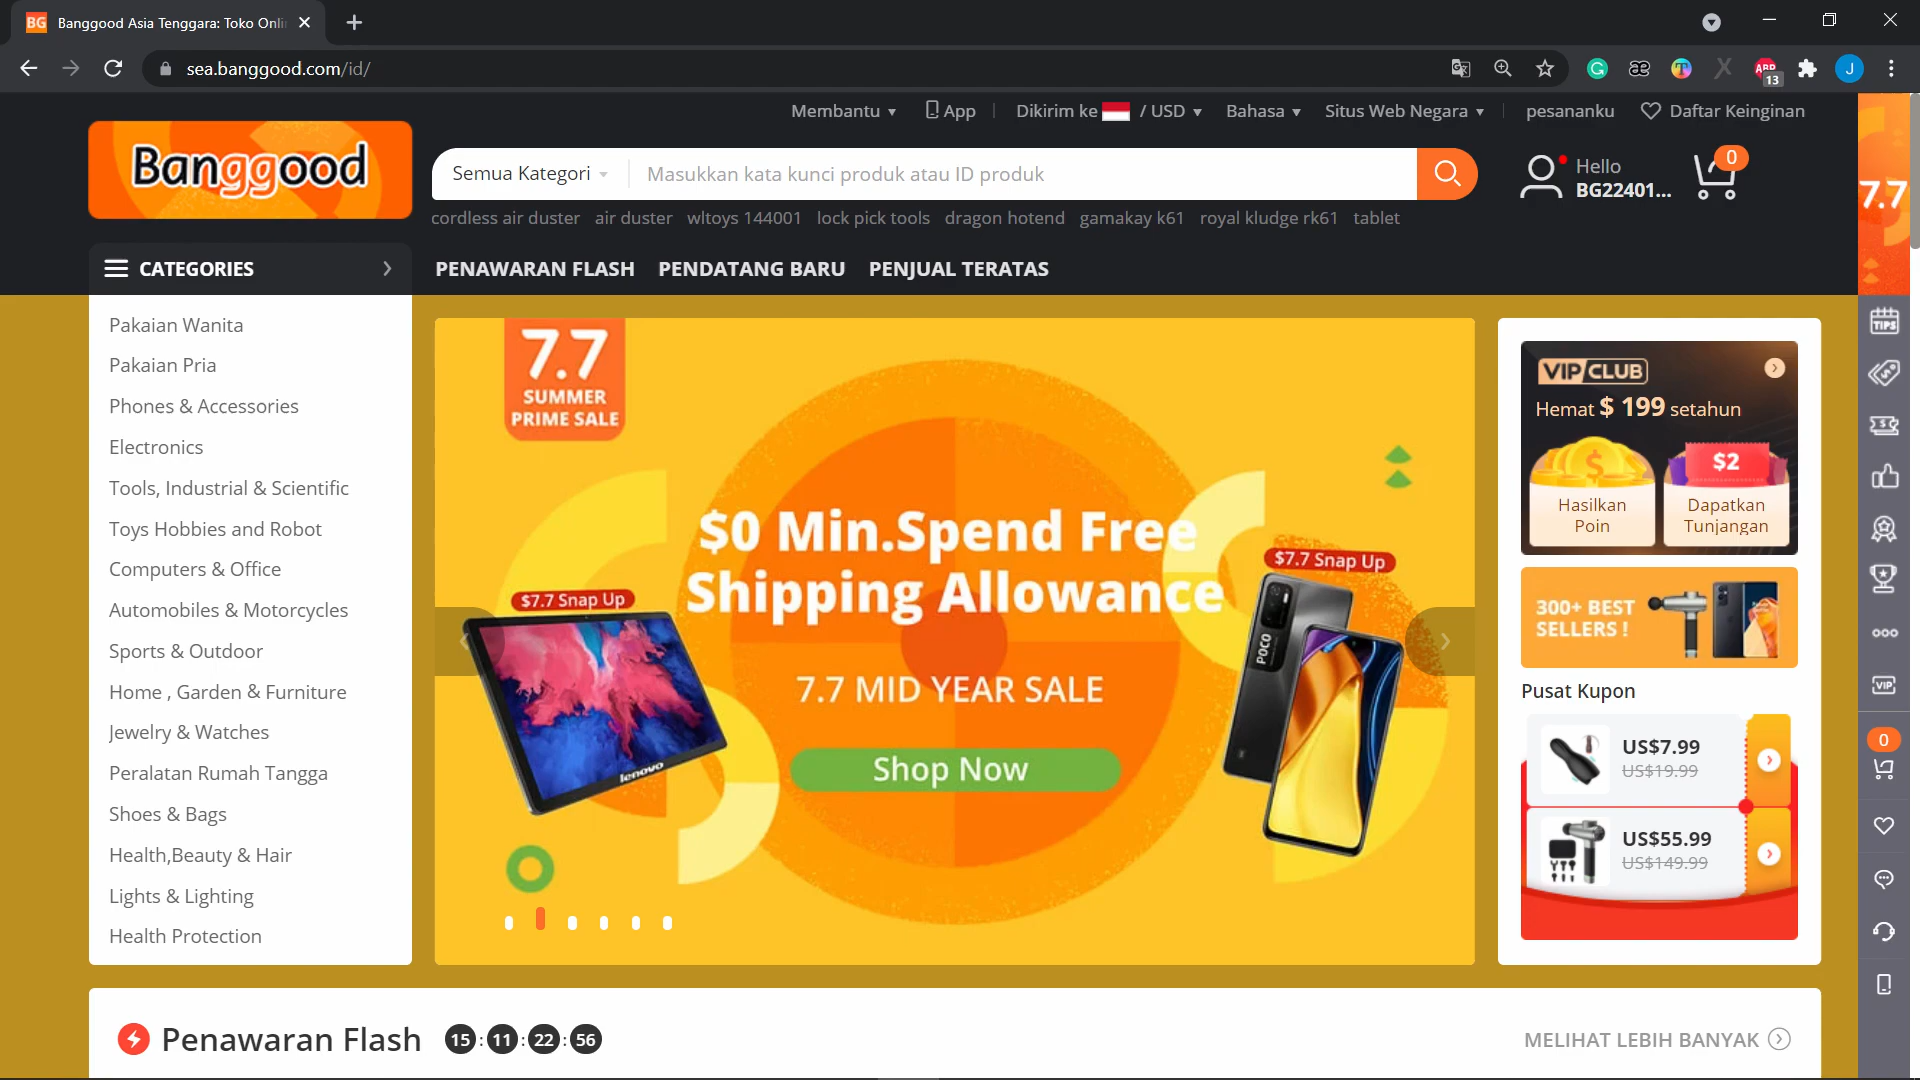 BG Banggood Asia Tenggara: Toko Onli
sea.banggood.com/id/
ABP 13
J
Membantu
App
Dikirim ke / USD
Bahasa
Situs Web Negara
pesananku
Daftar Keinginan
Banggood
Semua Kategori
Masukkan kata kunci produk atau ID produk
Hello
BG22401...
0
7.7
cordless air duster air duster wltoys 144001 lock pick tools dragon hotend gamakay k61 royal kludge rk61 tablet
CATEGORIES
PENAWARAN FLASH
PENDATANG BARU
PENJUAL TERATAS
Pakaian Wanita
Pakaian Pria
Phones & Accessories
Electronics
Tools, Industrial & Scientific
Toys Hobbies and Robot
Computers & Office
Automobiles & Motorcycles
Sports & Outdoor
Home , Garden & Furniture
Jewelry & Watches
Peralatan Rumah Tangga
Shoes & Bags
Health,Beauty & Hair
Lights & Lighting
Health Protection
7.7
SUMMER
PRIME SALE
$0 Min.Spend Free
Shipping Allowance
7.7 MID YEAR SALE
Shop Now
$7.7 Snap Up
lenovo
$7.7 Snap Up
POCO
VIP CLUB
Hemat $ 199 setahun
$2
Hasilkan
Poin
Dapatkan
Tunjangan
300+ BEST
SELLERS !
Pusat Kupon
US$7.99
US$19.99
US$55.99
US$149.99
TIPS
VIP
0
Penawaran Flash 15 : 11 : 22 : 56
MELIHAT LEBIH BANYAK